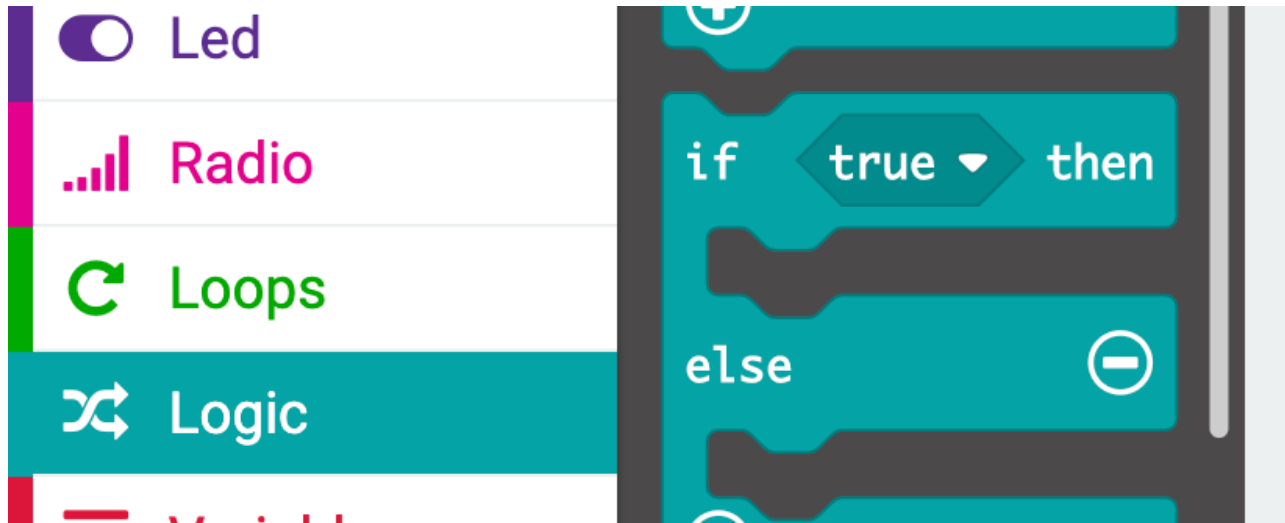 Led
Radio
Loops
Logic
if true then
else